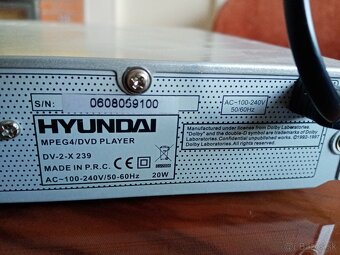 S/N: 0608059100
AC~100-240V
50/60Hz
HYUNDAI
MPEG4/DVD PLAYER
DV-2-X 239
MADE IN P.R.C.
AC~100-240V/50-60Hz 20W
Manufactured under license from Dolby Laboratories.
"Dolby" and the double-D symbol are trademarks of Dolby
Laboratories. Confidential unpublished works. ©1992-1997
Dolby Laboratories. All rights reserved.